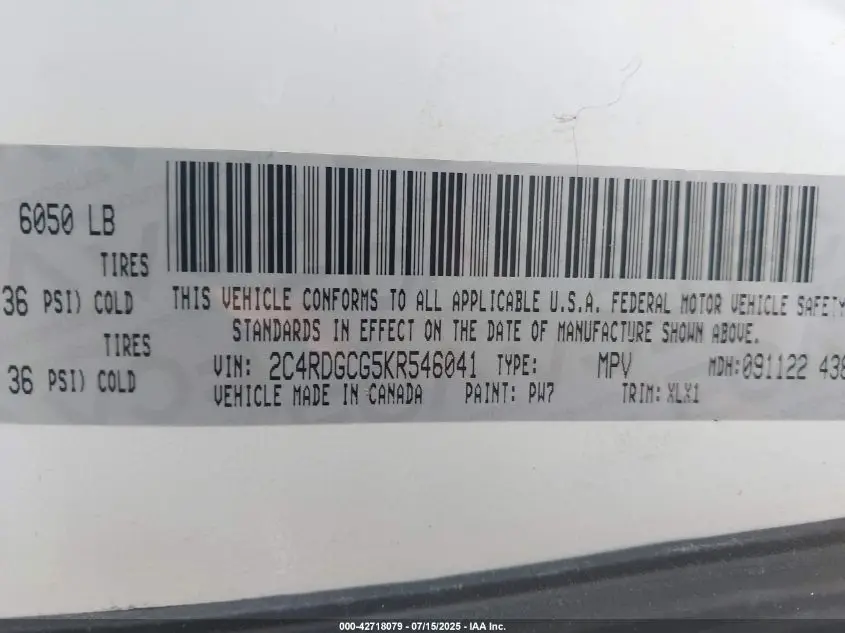 6050 LB
TIRES
36 PSI) COLD
TIRES
36 PSI) COLD
THIS VEHICLE CONFORMS TO ALL APPLICABLE U.S.A. FEDERAL MOTOR VEHICLE SAFETY
STANDARDS IN EFFECT ON THE DATE OF MANUFACTURE SHOWN ABOVE.
VIN: 2C4RDGCG5KR546041 TYPE: MPV MDH:091122 438
VEHICLE MADE IN CANADA PAINT: PW7 TRIM: XLX1
000-42718079 - 07/15/2025 - IAA Inc.